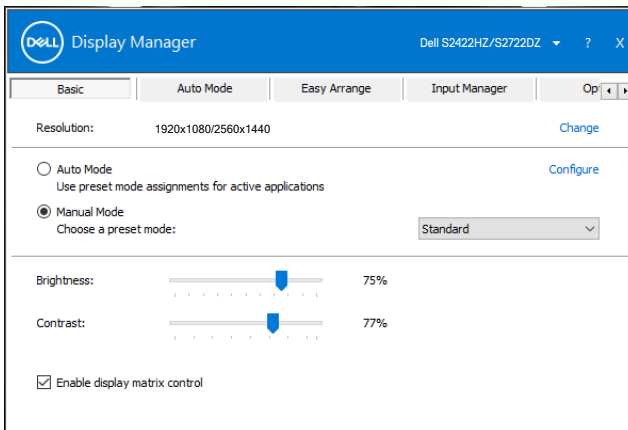 DELL Display Manager
Dell S2422HZ/S2722DZ ? X
Basic Auto Mode Easy Arrange Input Manager Op
Resolution: 1920x1080/2560x1440 Change
Auto Mode Configure
Use preset mode assignments for active applications
Manual Mode
Choose a preset mode: Standard
Brightness: 75%
Contrast: 77%
Enable display matrix control